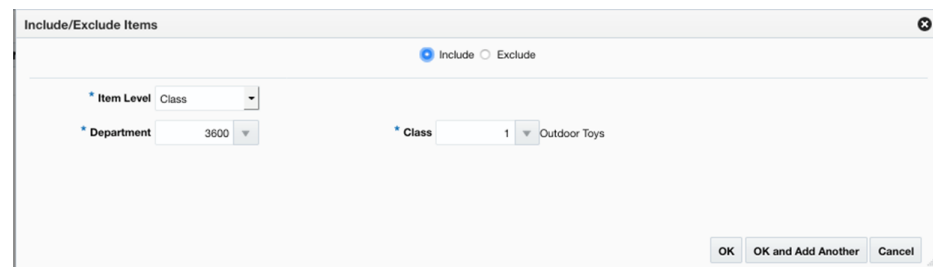 Include/Exclude Items
Include Exclude
* Item Level Class
* Department 3600 * Class 1 Outdoor Toys
OK OK and Add Another Cancel